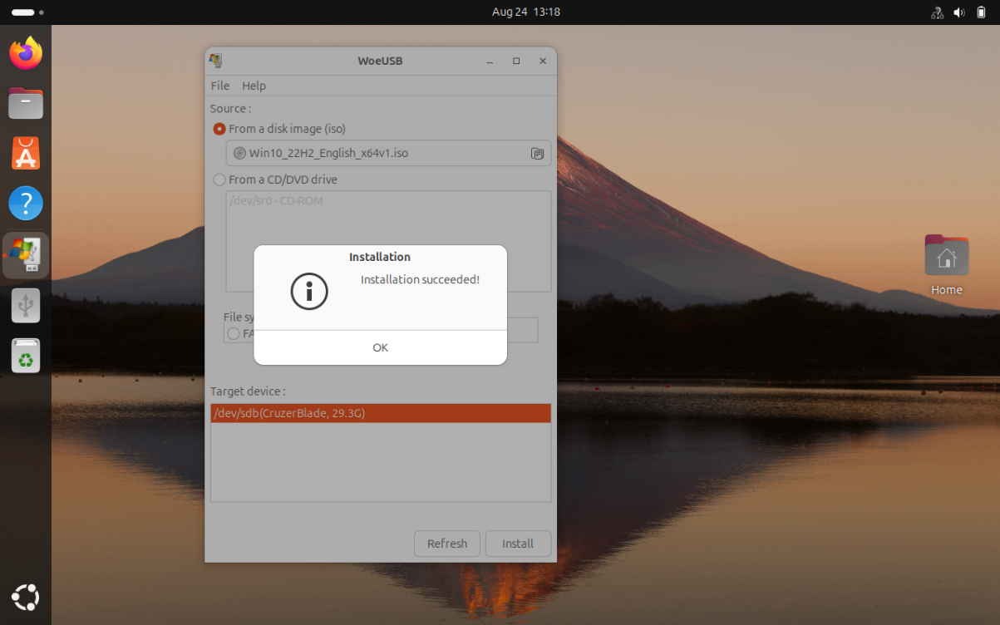 Aug 24 13:18
WoeUSB
File Help
Source :
From a disk image (iso)
Win10_22H2_English_x64v1.iso
From a CD/DVD drive
/dev/sr0 - CD-ROM
Installation
Installation succeeded!
OK
File sy
FA
Target device :
/dev/sdb(CruzerBlade, 29.3G)
Refresh Install
Home